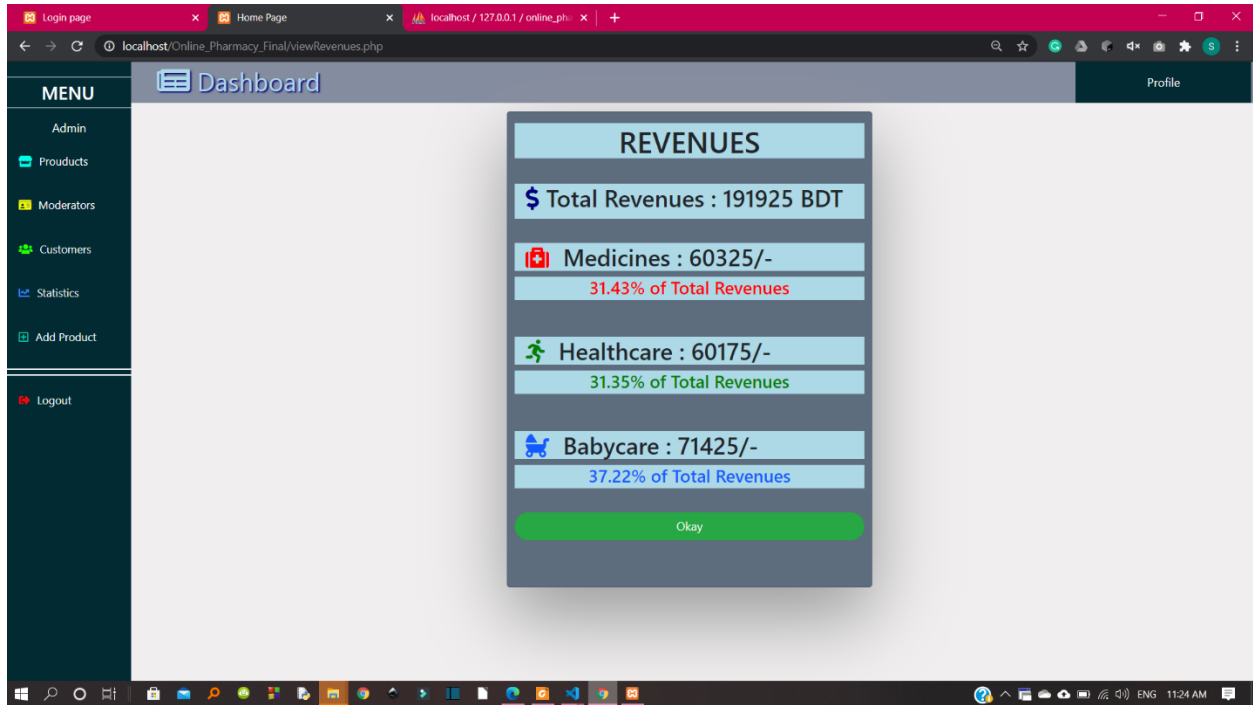 Login page
Home Page
localhost / 127.0.0.1 / online_pha
localhost/Online_Pharmacy_Final/viewRevenues.php
S
MENU
Dashboard
Profile
Admin
Prouducts
Moderators
Customers
Statistics
Add Product
Logout
REVENUES
$ Total Revenues : 191925 BDT
Medicines : 60325/-
31.43% of Total Revenues
Healthcare : 60175/-
31.35% of Total Revenues
Babycare : 71425/-
37.22% of Total Revenues
Okay
ENG 11:24 AM